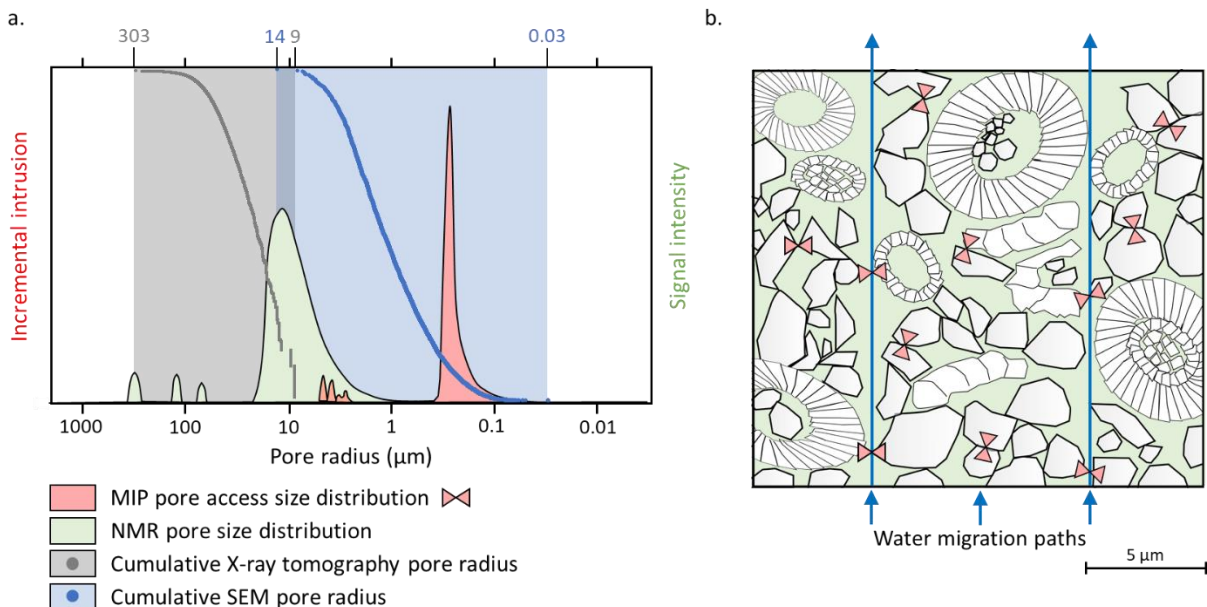 a.
303
14
9
0.03
Incremental intrusion
Signal intensity
1000
100
10
1
0.1
0.01
Pore radius (µm)
MIP pore access size distribution
NMR pore size distribution
Cumulative X-ray tomography pore radius
Cumulative SEM pore radius
b.
Water migration paths
5 µm